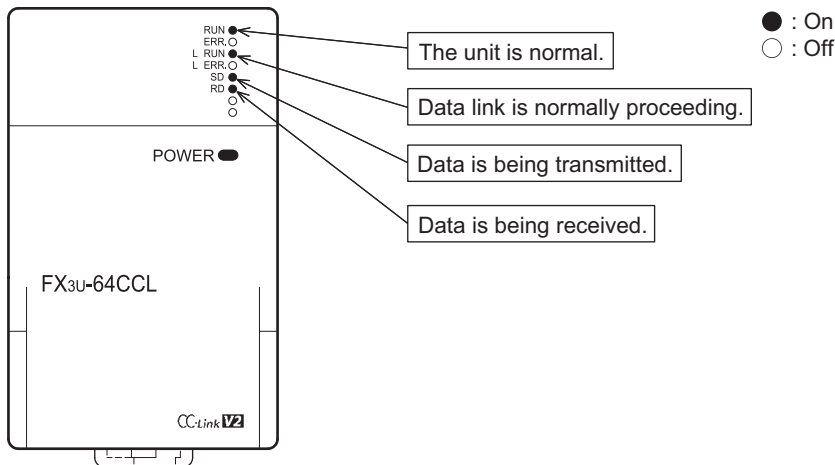 RUN
ERR.
L RUN
L ERR.
SD
RD
POWER
FX3U-64CCL
CC-Link V2
The unit is normal.
Data link is normally proceeding.
Data is being transmitted.
Data is being received.
: On
: Off